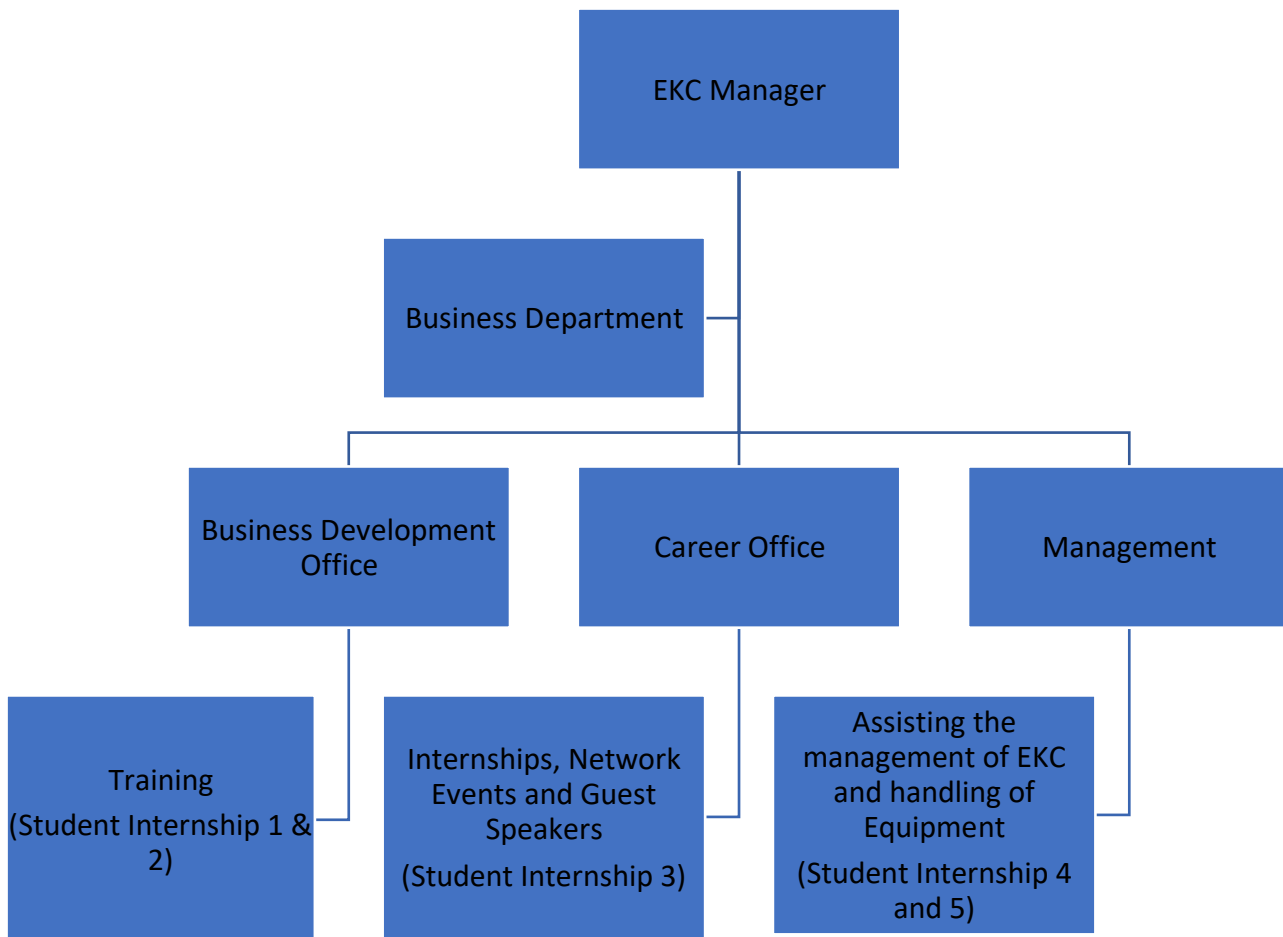 EKC Manager
Business Department
Business Development
Office
Career Office
Management
Training
(Student Internship 1 &
2)
Internships, Network
Events and Guest
Speakers
(Student Internship 3)
Assisting the
management of EKC
and handling of
Equipment
(Student Internship 4
and 5)